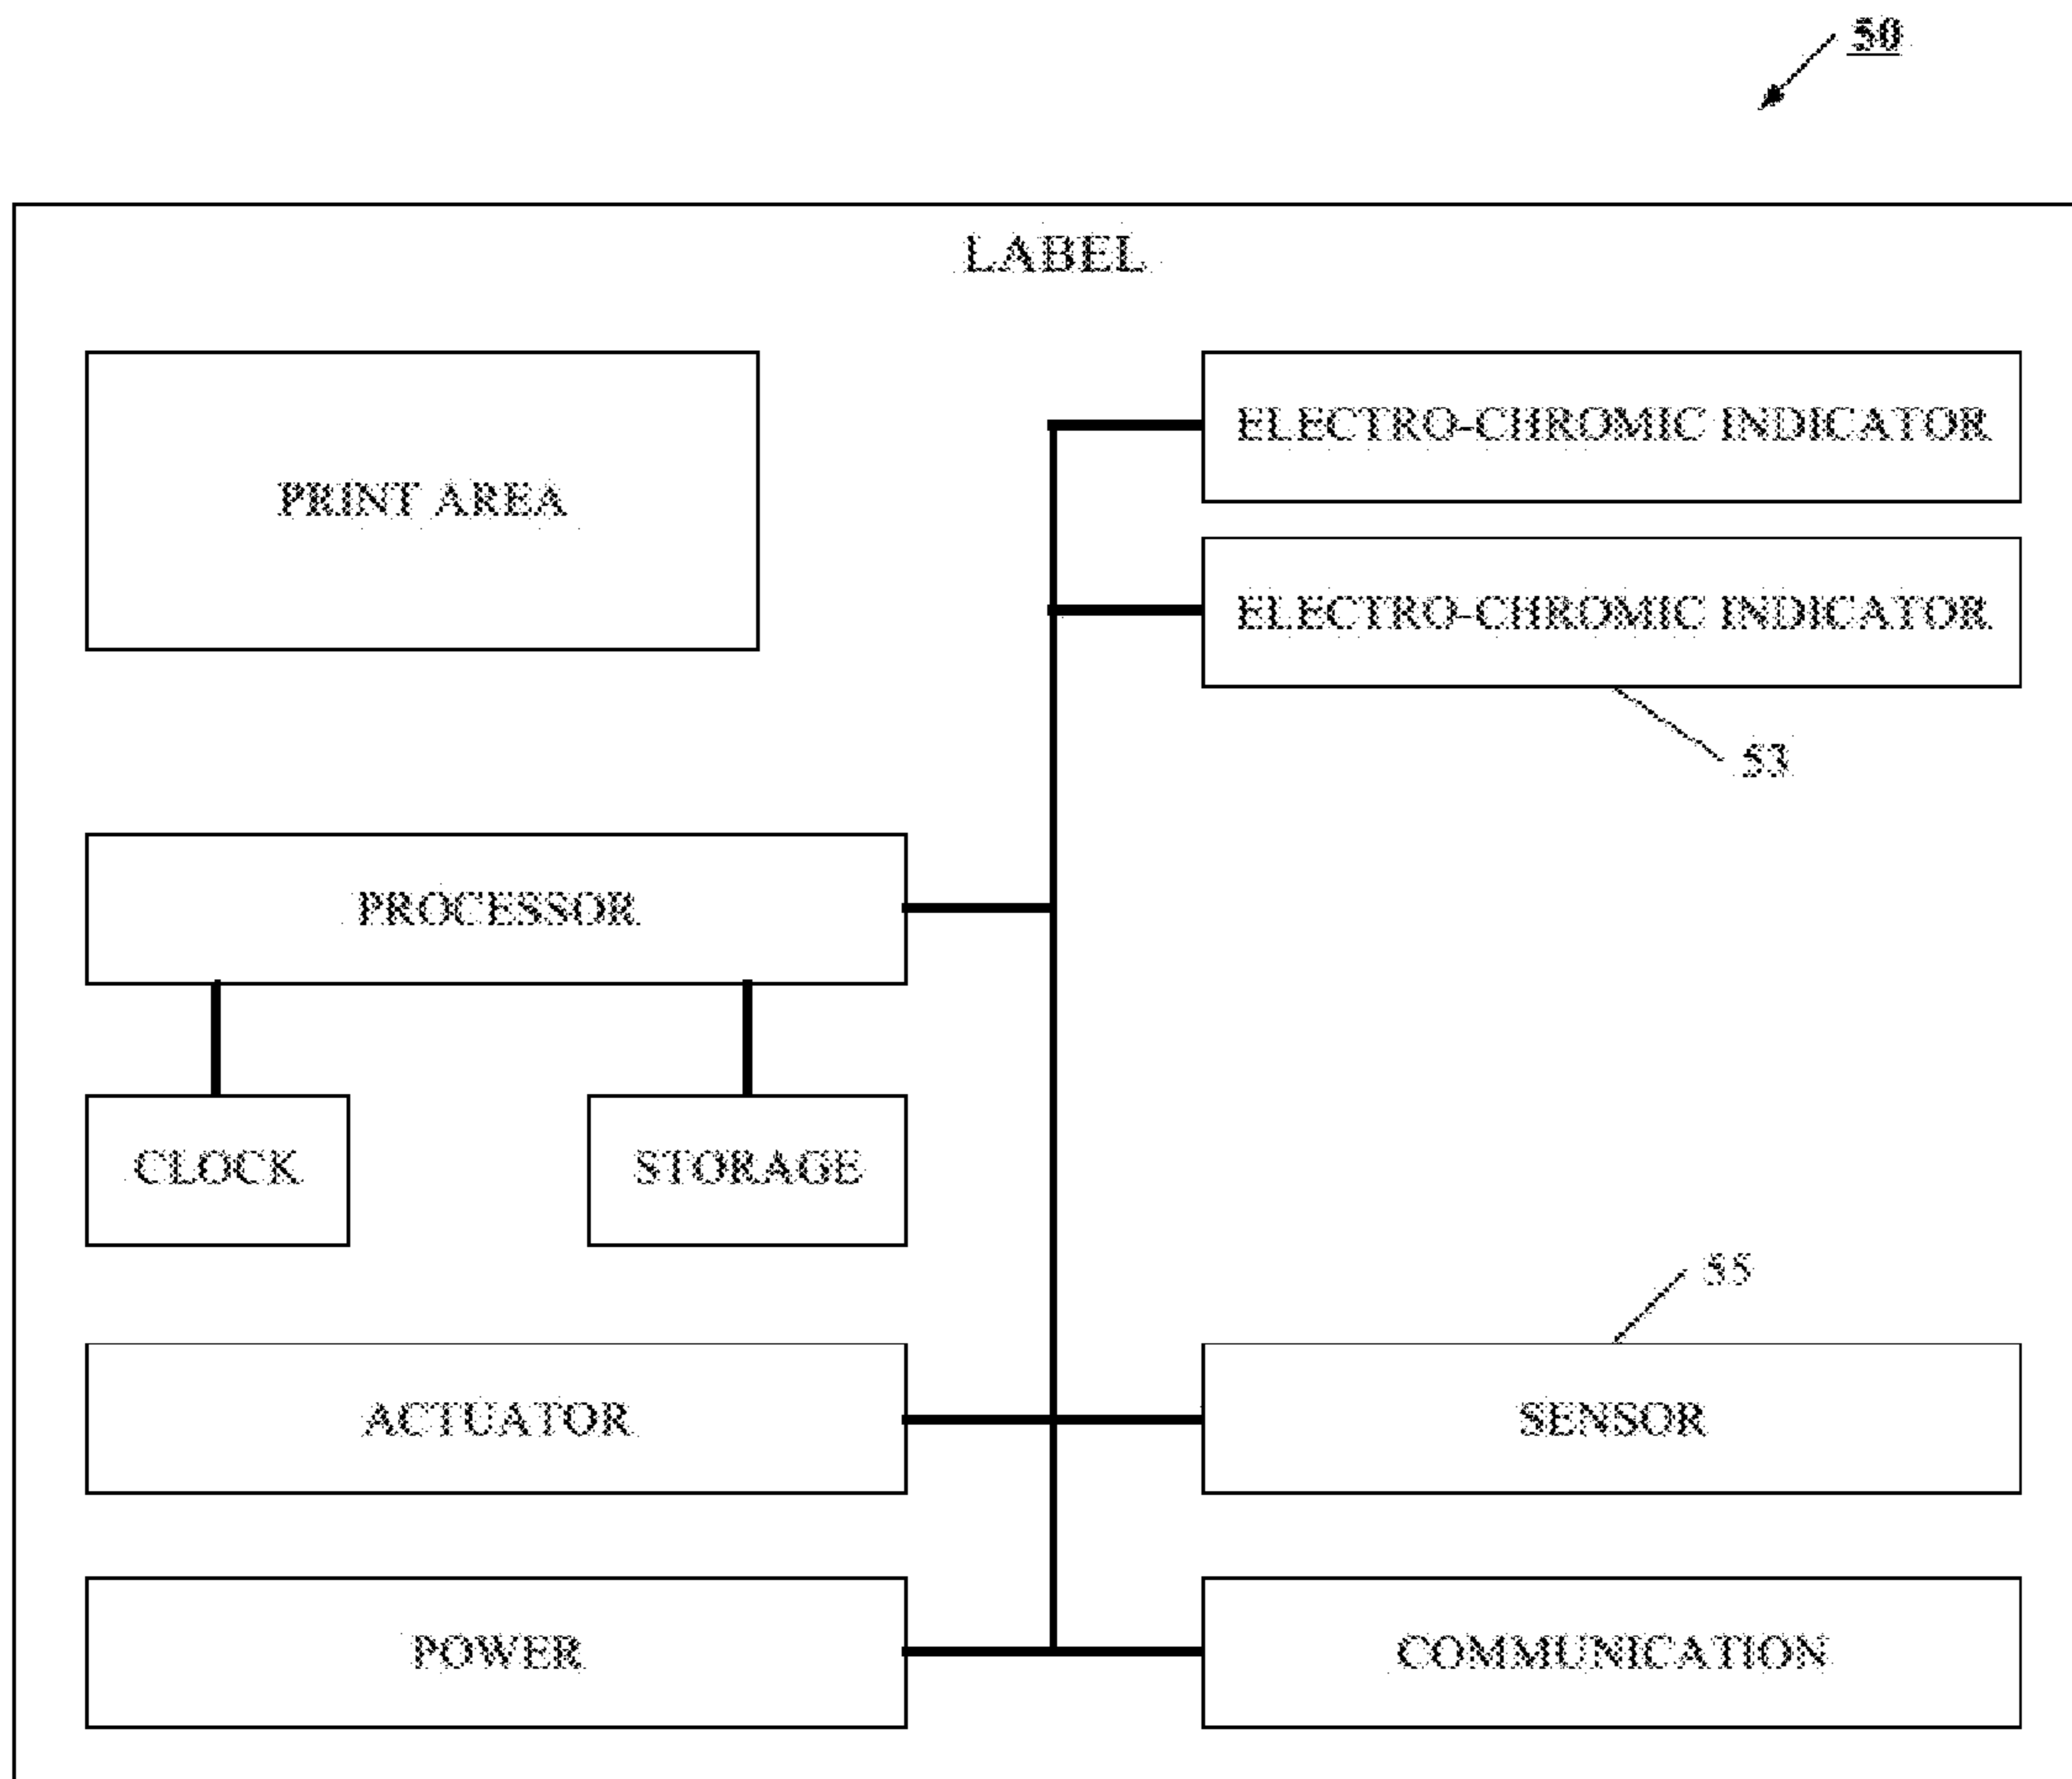 50
LABEL
PRINT AREA
ELECTRO-CHROMIC INDICATOR
ELECTRO-CHROMIC INDICATOR
53
PROCESSOR
CLOCK
STORAGE
55
ACTUATOR
SENSOR
POWER
COMMUNICATION